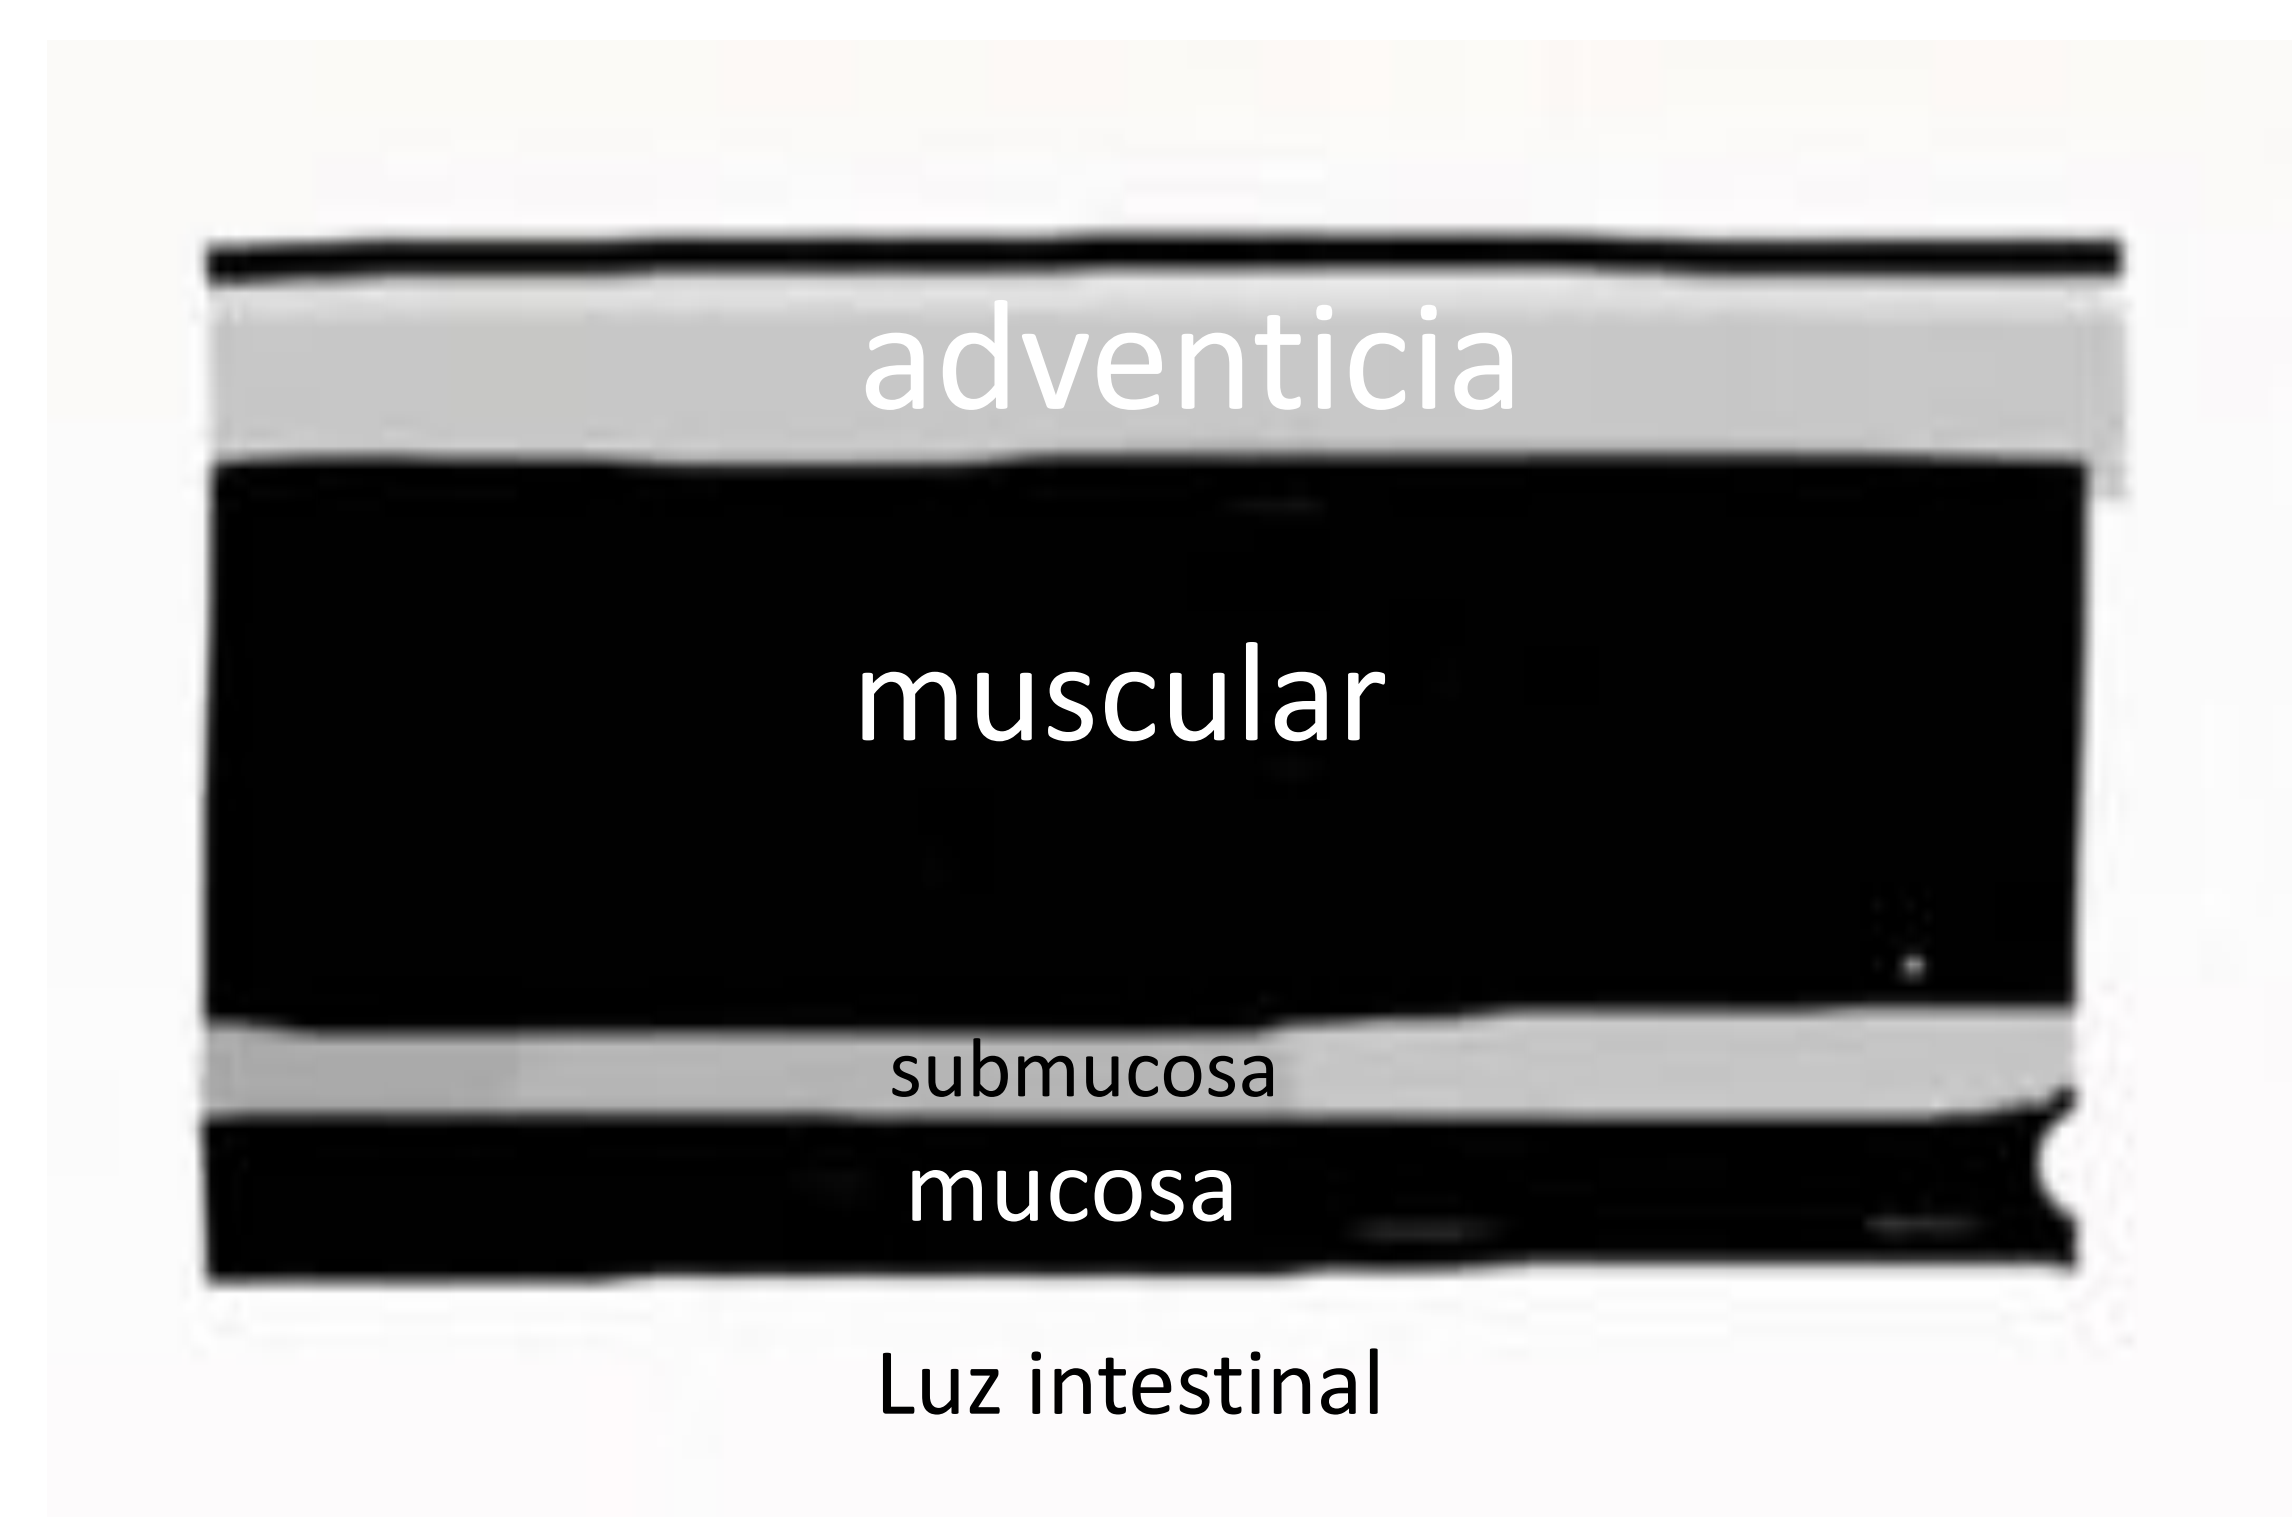 adventicia
muscular
submucosa
mucosa
Luz intestinal